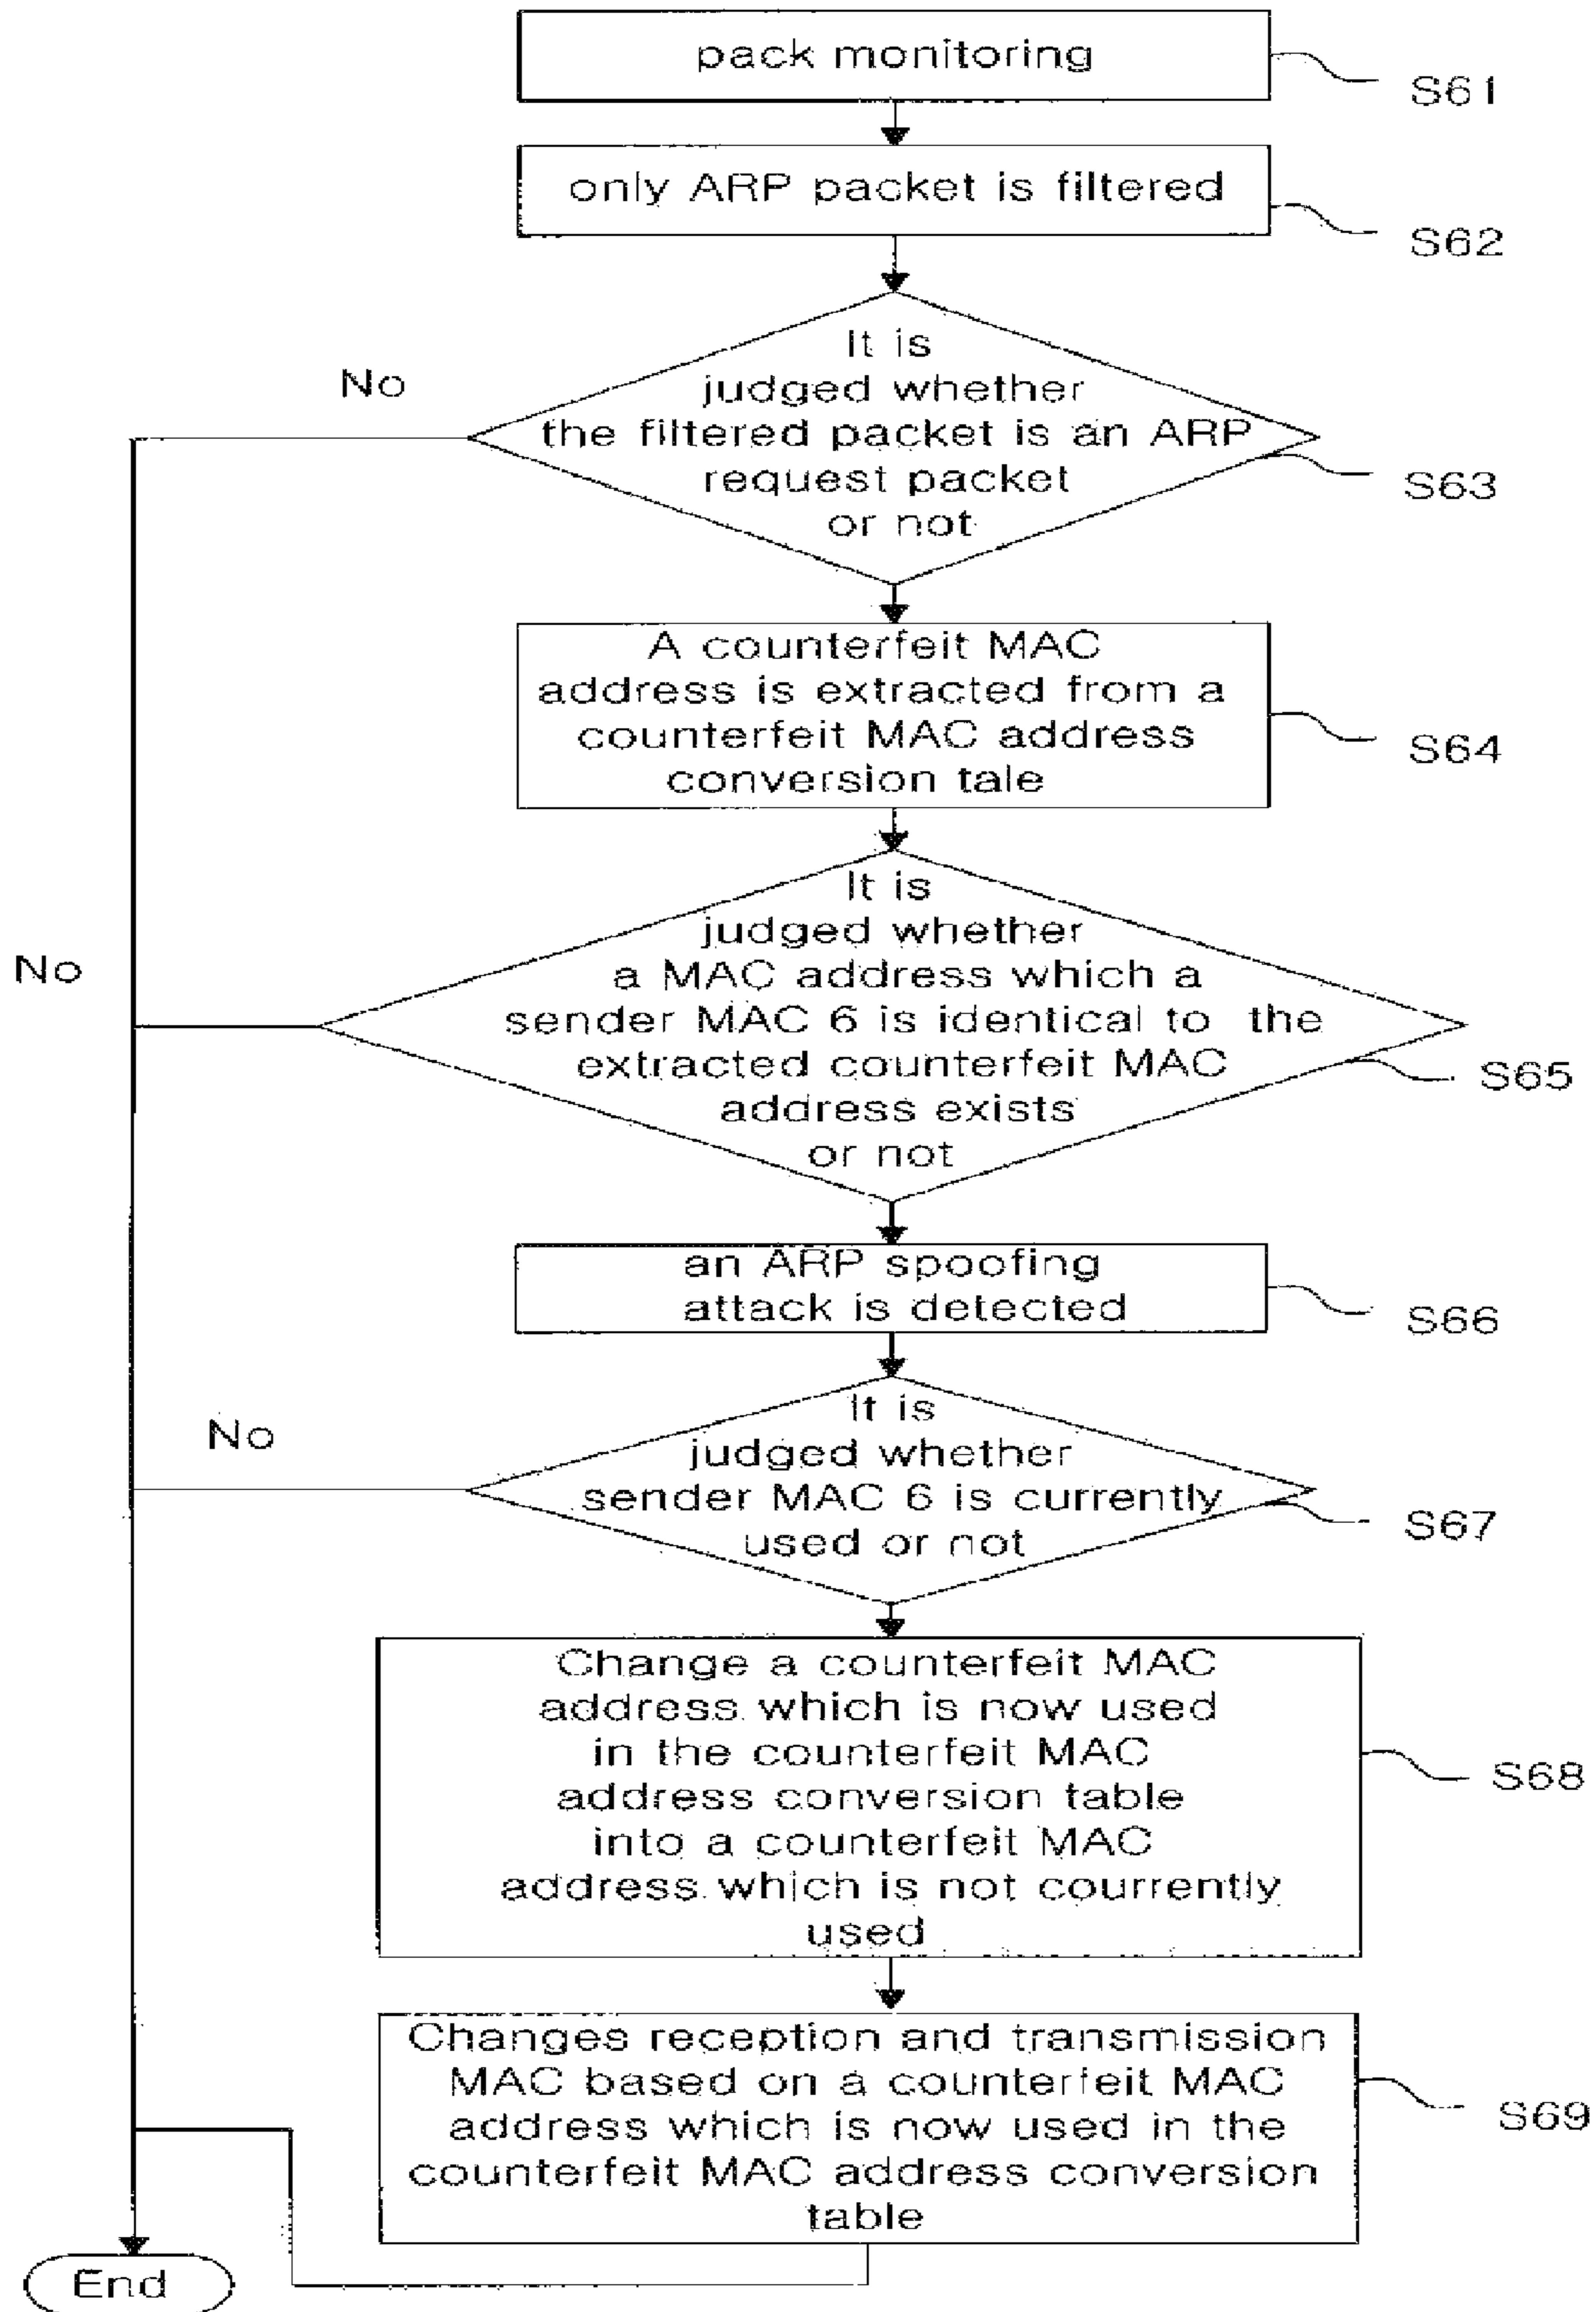 pack monitoring
S61
only ARP packet is filtered
S62
It is
judged whether
the filtered packet is an ARP
request packet
or not
No
S63
A counterfeit MAC
address is extracted from a
counterfeit MAC address
conversion tale
S64
It is
judged whether
a MAC address which a
sender MAC 6 is identical to the
extracted counterfeit MAC
address exists
or not
No
S65
an ARP spoofing
attack is detected
S66
It is
judged whether
sender MAC 6 is currently
used or not
No
S67
Change a counterfeit MAC
address which is now used
in the counterfeit MAC
address conversion table
into a counterfeit MAC
address which is not courrently
used
S68
Changes reception and transmission
MAC based on a counterfeit MAC
address which is now used in the
counterfeit MAC address conversion
table
S69
End